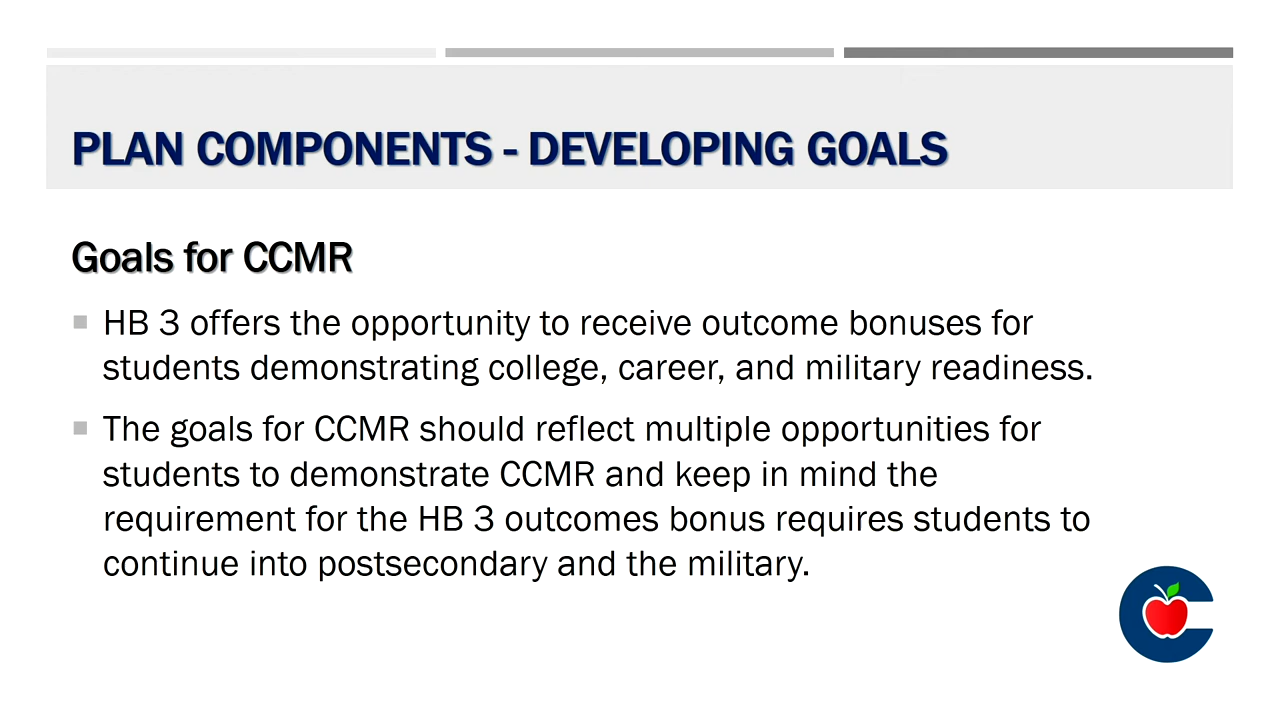 PLAN COMPONENTS - DEVELOPING GOALS
Goals for CCMR
HB 3 offers the opportunity to receive outcome bonuses for
students demonstrating college, career, and military readiness.
The goals for CCMR should reflect multiple opportunities for
students to demonstrate CCMR and keep in mind the
requirement for the HB 3 outcomes bonus requires students to
continue into postsecondary and the military.